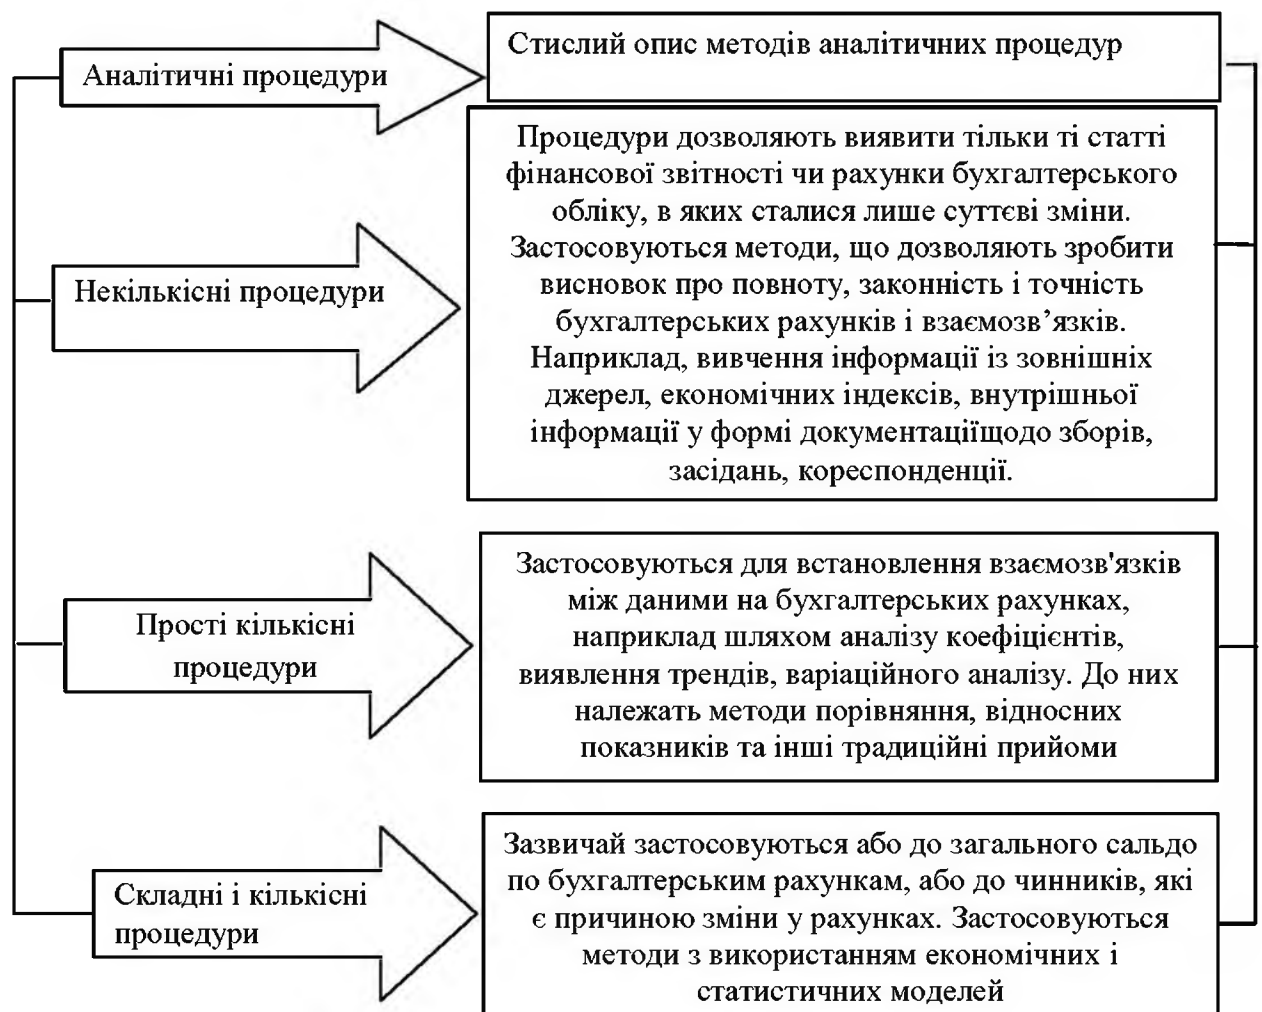 Аналітичні процедури
Стислий опис методів аналітичних процедур
Некількісні процедури
Процедури дозволяють виявити тільки ті статті
фінансової звітності чи рахунки бухгалтерського
обліку, в яких сталися лише суттєві зміни.
Застосовуються методи, що дозволяють зробити
висновок про повноту, законність і точність
бухгалтерських рахунків і взаємозв’язків.
Наприклад, вивчення інформації із зовнішніх
джерел, економічних індексів, внутрішньої
інформації у формі документаціїщодо зборів,
засідань, кореспонденції.
Прості кількісні
процедури
Застосовуються для встановлення взаємозв'язків
між даними на бухгалтерських рахунках,
наприклад шляхом аналізу коефіцієнтів,
виявлення трендів, варіаційного аналізу. До них
належать методи порівняння, відносних
показників та інші традиційні прийоми
Складні і кількісні
процедури
Зазвичай застосовуються або до загального сальдо
по бухгалтерським рахункам, або до чинників, які
є причиною зміни у рахунках. Застосовуються
методи з використанням економічних і
статистичних моделей